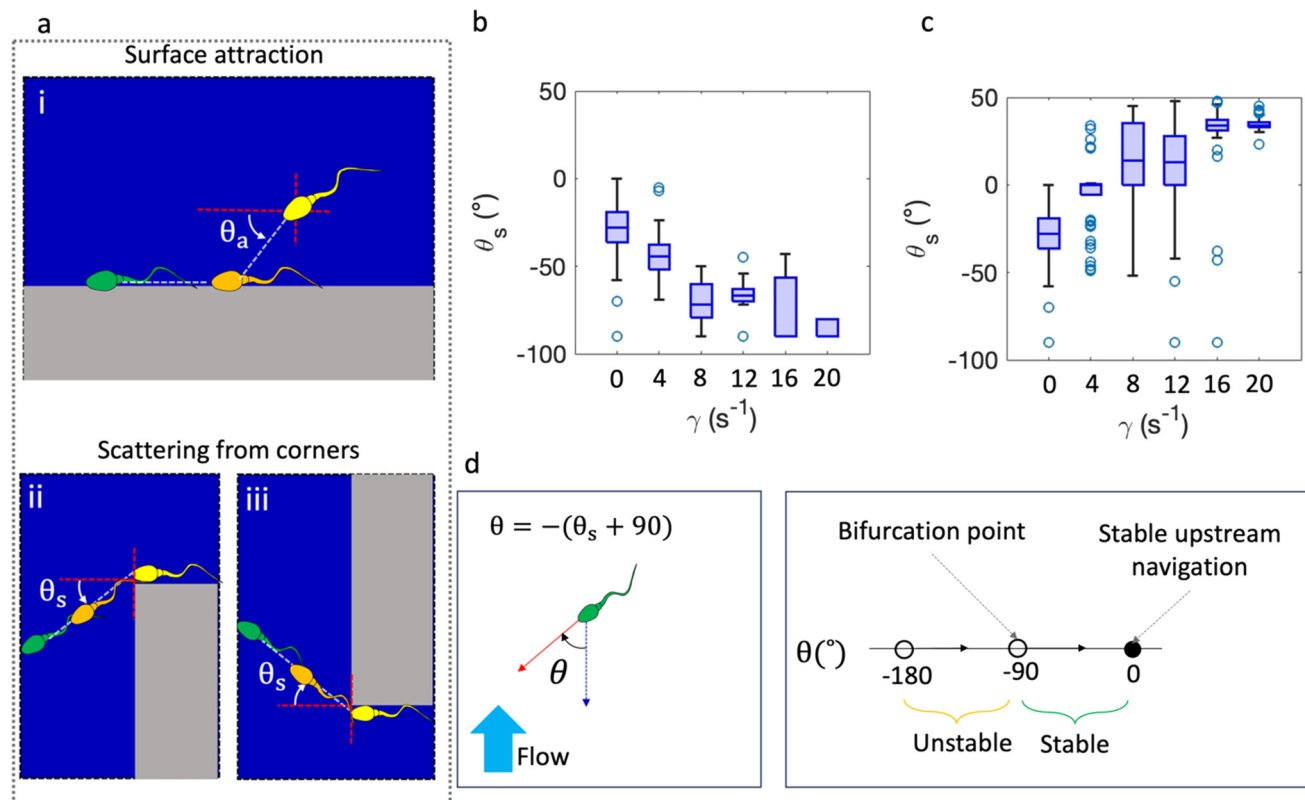 a
Surface attraction
i
θa
Scattering from corners
ii
θs
iii
θs
b
50
0
-50
-100
θs (°)
0 4 8 12 16 20
γ (s-1)
c
50
0
-50
-100
θs (°)
0 4 8 12 16 20
γ (s-1)
d
θ = −(θs + 90)
θ
Flow
Bifurcation point
Stable upstream
navigation
θ(°)
-180 -90 0
Unstable Stable